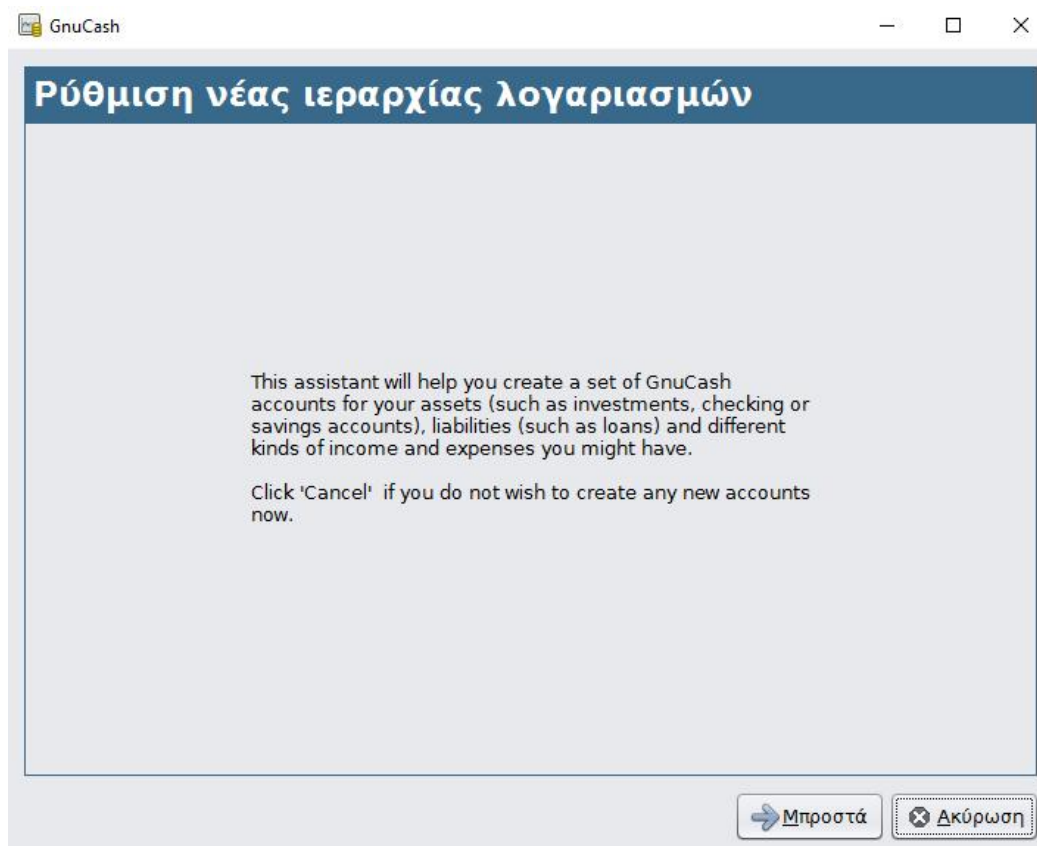 GnuCash
Ρύθμιση νέας ιεραρχίας λογαριασμών
This assistant will help you create a set of GnuCash
accounts for your assets (such as investments, checking or
savings accounts), liabilities (such as loans) and different
kinds of income and expenses you might have.
Click 'Cancel'  if you do not wish to create any new accounts
now.
Μπροστά
Ακύρωση